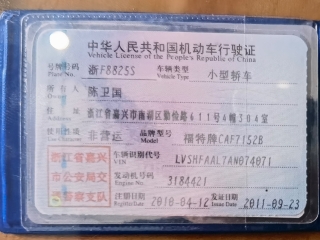 中华人民共和国机动车行驶证
Vehicle License of the People's Republic of China
号牌号码 浙F8825S 车辆类型 小型轿车
Plate No. Vehicle Type
所有人 陈卫国
住址 浙江省嘉兴市南湖区勤俭路611号4幢304室
使用性质 非营运 品牌型号 福特牌CAF7152B
浙江省嘉兴
市公安局交
警察支队
车辆识别代号 LVSHFAAL7AN074071
VIN
发动机号码 3184421
Engine No.
注册日期 2010-04-12 发证日期 2011-09-23
Register Date Issue Date